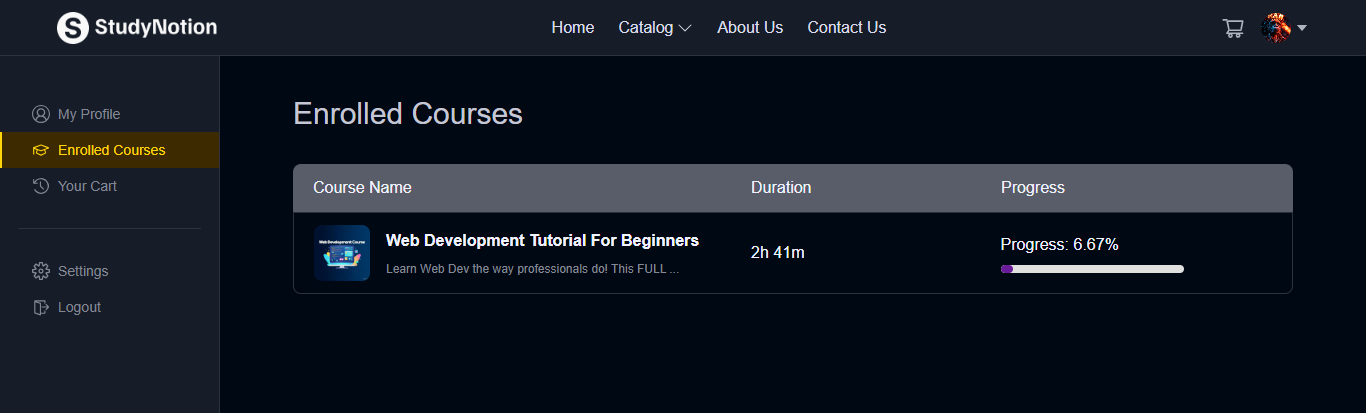 StudyNotion
Home Catalog About Us Contact Us
My Profile
Enrolled Courses
Your Cart
Settings
Logout
Enrolled Courses
Course Name Duration Progress
Web Development Course
Web Development Tutorial For Beginners
Learn Web Dev the way professionals do! This FULL ...
2h 41m
Progress: 6.67%